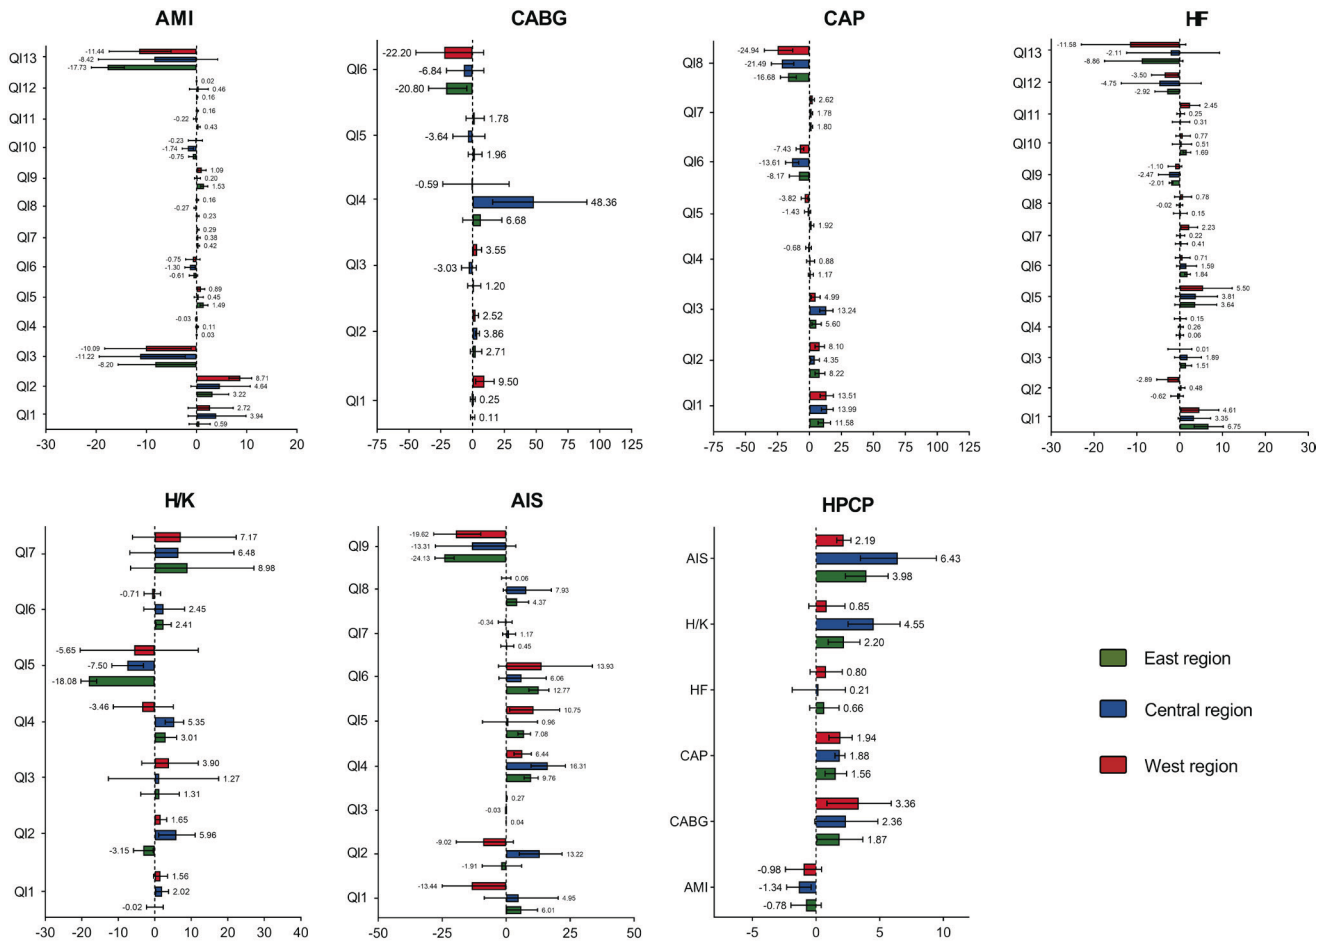 AMI
QI13
-11.44
-8.42
-17.73
QI12
0.02
0.46
0.16
QI11
0.16
-0.22
0.43
QI10
-0.23
-1.74
-0.75
QI9
1.09
0.20
1.53
QI8
0.16
-0.27
0.23
QI7
0.29
0.38
0.42
QI6
-0.75
-1.30
-0.61
QI5
0.89
0.45
1.49
QI4
-0.03
0.11
0.03
QI3
-10.09
-11.22
-8.20
QI2
8.71
4.64
3.22
QI1
2.72
3.94
0.59
-30 -20 -10 0 10 20
CABG
QI6
-22.20
-6.84
-20.80
QI5
1.78
-3.64
1.96
QI4
-0.59
48.36
6.68
QI3
3.55
-3.03
1.20
QI2
2.52
3.86
2.71
QI1
9.50
0.25
0.11
-75 -50 -25 0 25 50 75 100 125
CAP
QI8
-24.94
-21.49
-16.68
QI7
2.62
1.78
1.80
QI6
-7.43
-13.61
-8.17
QI5
-3.82
-1.43
1.92
QI4
-0.68
0.88
1.17
QI3
4.99
13.24
5.60
QI2
8.10
4.35
8.22
QI1
13.51
13.99
11.58
-75 -50 -25 0 25 50 75 100 125
HF
QI13
-11.58
-2.11
-8.86
QI12
-3.50
-4.75
-2.92
QI11
2.45
0.25
0.31
QI10
0.77
0.51
1.69
QI9
-1.10
-2.47
-2.01
QI8
0.78
-0.02
0.15
QI7
2.23
0.22
0.41
QI6
0.71
1.59
1.84
QI5
5.50
3.81
3.64
QI4
0.15
0.26
0.06
QI3
0.01
1.89
1.51
QI2
-2.89
0.48
-0.62
QI1
4.61
3.35
6.75
-30 -20 -10 0 10 20 30
H/K
QI7
7.17
6.48
8.98
QI6
-0.71
2.45
2.41
QI5
-5.65
-7.50
-18.08
QI4
-3.46
5.35
3.01
QI3
3.90
1.27
1.31
QI2
1.65
5.96
-3.15
QI1
1.56
2.02
-0.02
-30 -20 -10 0 10 20 30 40
AIS
QI9
-19.62
-13.31
-24.13
QI8
0.06
7.93
4.37
QI7
-0.34
1.17
0.45
QI6
13.93
6.06
12.77
QI5
10.75
0.96
7.08
QI4
6.44
16.31
9.76
QI3
0.27
-0.03
0.04
QI2
-9.02
13.22
-1.91
QI1
-13.44
4.95
6.01
-50 -25 0 25 50
HPCP
AIS
2.19
6.43
3.98
H/K
0.85
4.55
2.20
HF
0.80
0.21
0.66
CAP
1.94
1.88
1.56
CABG
3.36
2.36
1.87
AMI
-0.98
-1.34
-0.78
-5 0 5 10
East region
Central region
West region